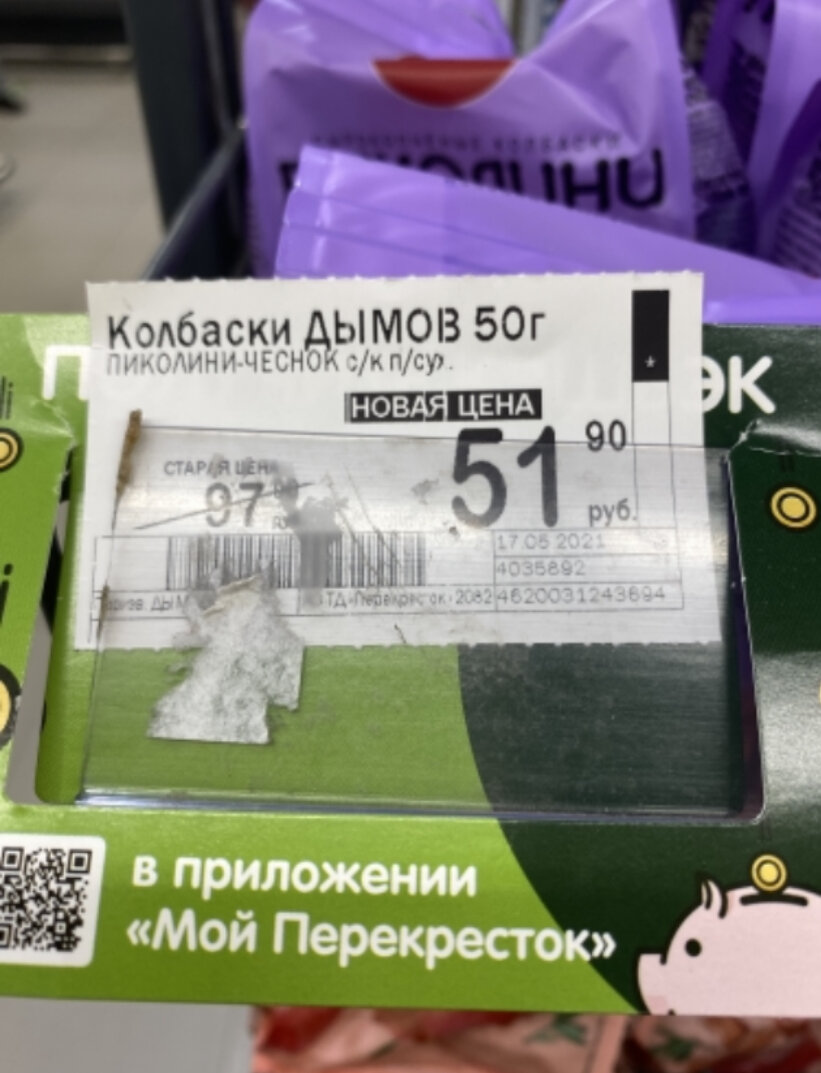 Колбаски ДЫМОВ 50г
ПИКОЛИНИ-ЧЕСНОК с/к п/сух.
НОВАЯ ЦЕНА
СТАРАЯ ЦЕНА
97
51 90
руб.
17.05.2021
4035892
ТД «Перекресток» 2082 4620031243694
в приложении
«Мой Перекресток»